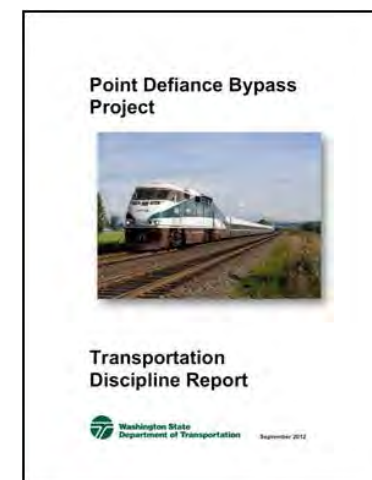 Point Defiance Bypass
Project
Transportation
Discipline Report
Washington State
Department of Transportation
September 2012